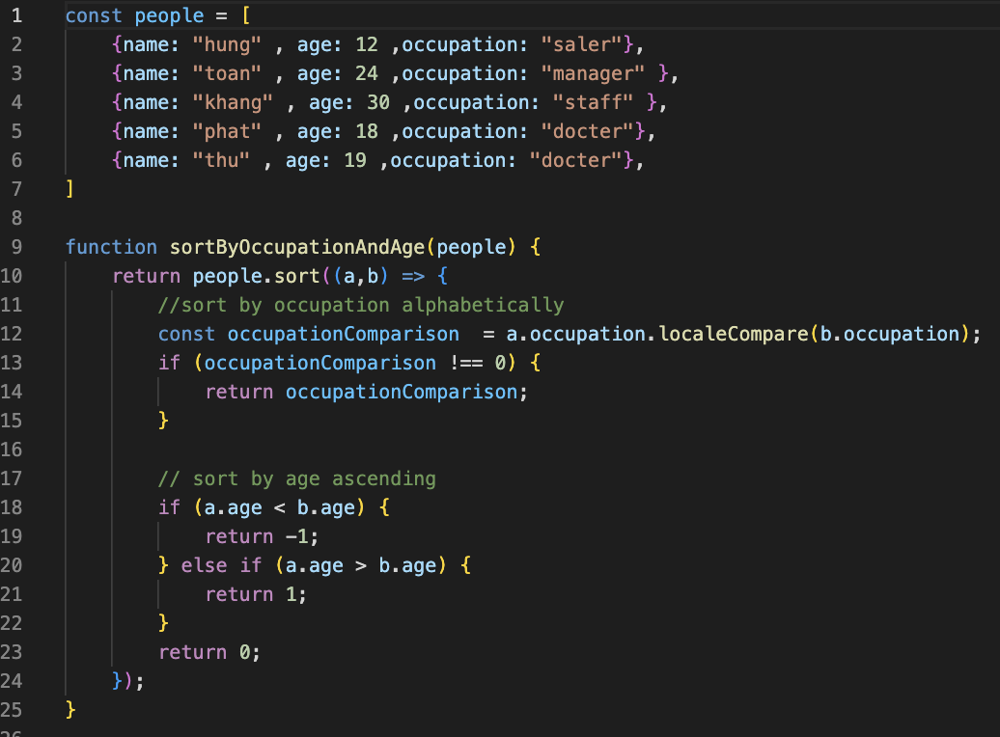 1 const people = [
2     {name: "hung" , age: 12 ,occupation: "saler"},
3     {name: "toan" , age: 24 ,occupation: "manager" },
4     {name: "khang" , age: 30 ,occupation: "staff" },
5     {name: "phat" , age: 18 ,occupation: "docter"},
6     {name: "thu" , age: 19 ,occupation: "docter"},
7 ]
8
9 function sortByOccupationAndAge(people) {
10     return people.sort((a,b) => {
11         //sort by occupation alphabetically
12         const occupationComparison  = a.occupation.localeCompare(b.occupation);
13         if (occupationComparison !== 0) {
14             return occupationComparison;
15         }
16
17         // sort by age ascending
18         if (a.age < b.age) {
19             return -1;
20         } else if (a.age > b.age) {
21             return 1;
22         }
23         return 0;
24     });
25 }